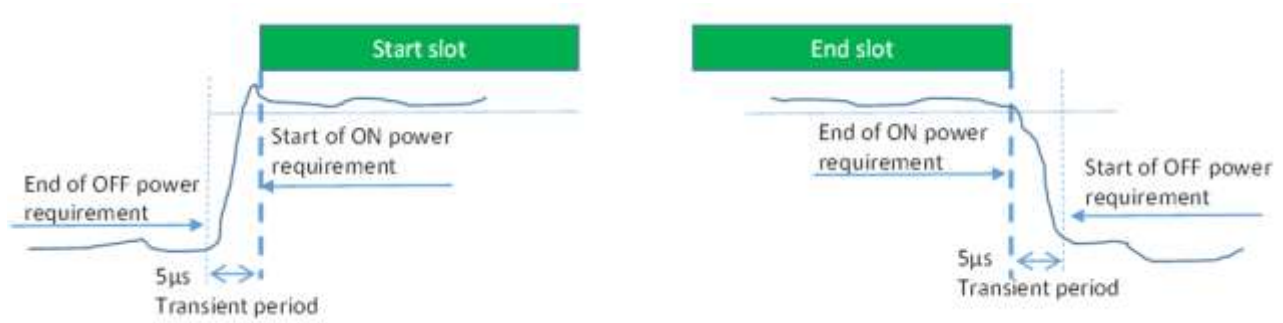 Start slot
End slot
Start of ON power
requirement
End of ON power
requirement
End of OFF power
requirement
Start of OFF power
requirement
5µs
Transient period
5µs
Transient period